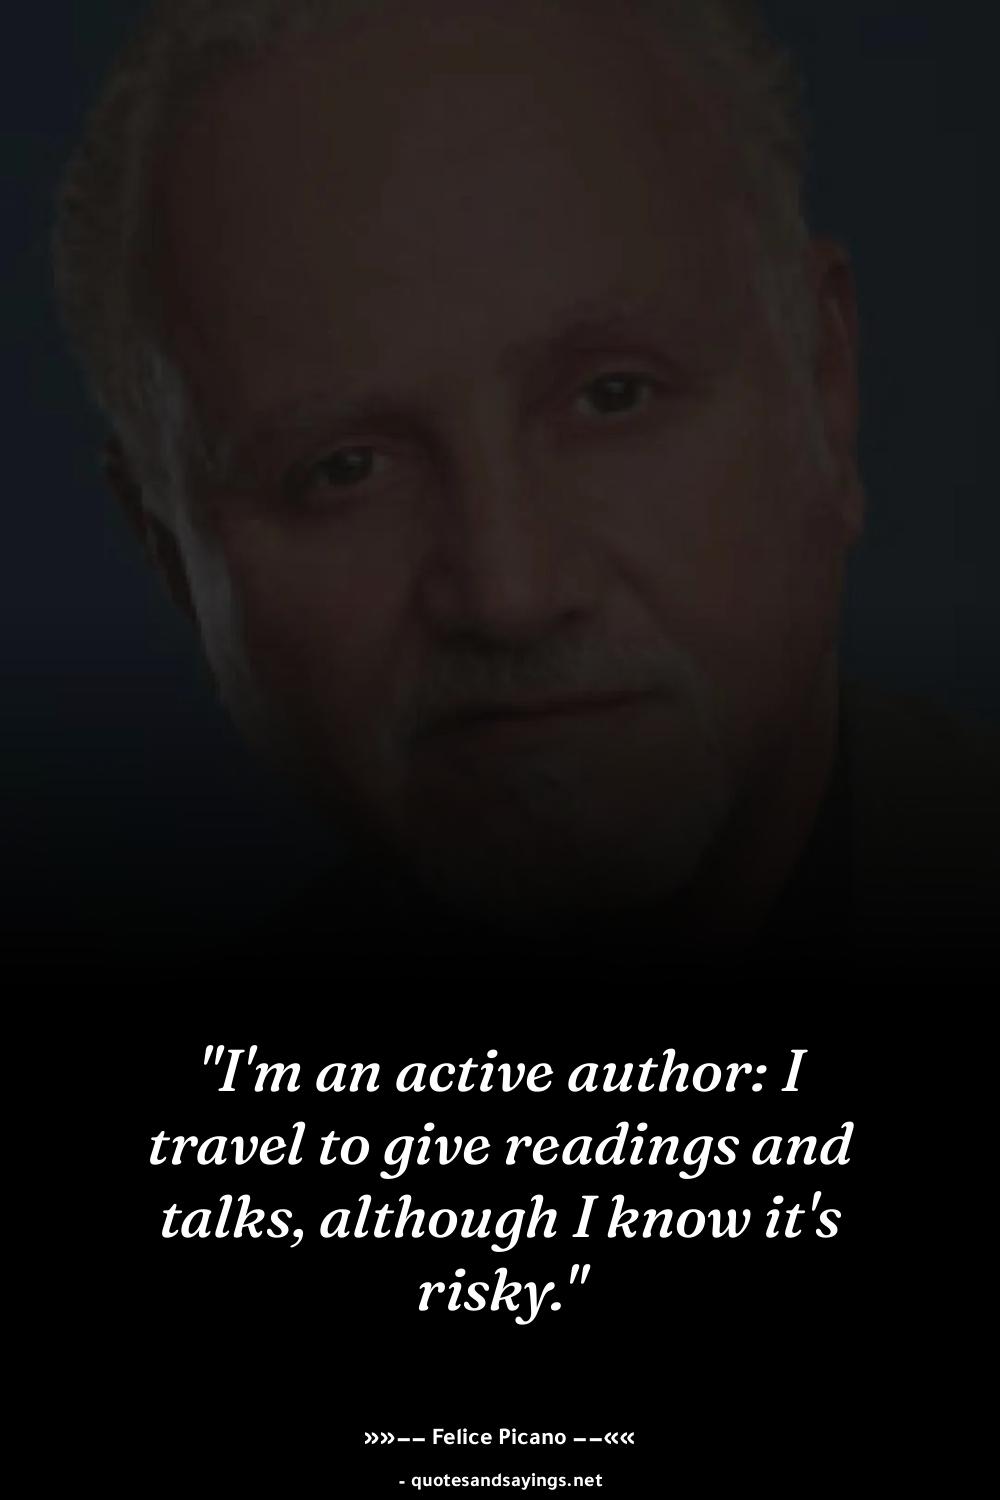 "I'm an active author: I
travel to give readings and
talks, although I know it's
risky."
»»–– Felice Picano ––««
- quotesandsayings.net